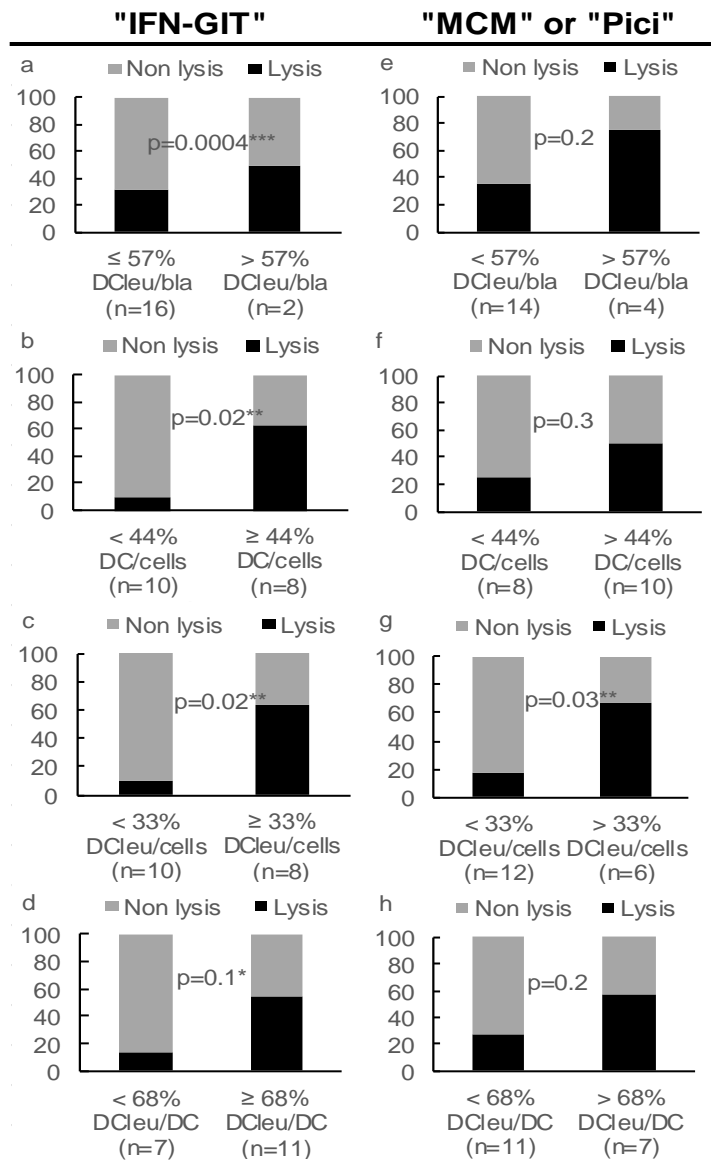 "IFN-GIT"
"MCM" or "Pici"
a
Non lysis Lysis
100
80
60
40
20
0
p=0.0004***
≤ 57% > 57%
DCleu/bla DCleu/bla
(n=16) (n=2)
e
Non lysis Lysis
100
80
60
40
20
0
p=0.2
< 57% > 57%
DCleu/bla DCleu/bla
(n=14) (n=4)
b
Non lysis Lysis
100
80
60
40
20
0
p=0.02**
< 44% ≥ 44%
DC/cells DC/cells
(n=10) (n=8)
f
Non lysis Lysis
100
80
60
40
20
0
p=0.3
< 44% > 44%
DC/cells DC/cells
(n=8) (n=10)
c
Non lysis Lysis
100
80
60
40
20
0
p=0.02**
< 33% ≥ 33%
DCleu/cells DCleu/cells
(n=10) (n=8)
g
Non lysis Lysis
100
80
60
40
20
0
p=0.03**
< 33% > 33%
DCleu/cells DCleu/cells
(n=12) (n=6)
d
Non lysis Lysis
100
80
60
40
20
0
p=0.1*
< 68% ≥ 68%
DCleu/DC DCleu/DC
(n=7) (n=11)
h
Non lysis Lysis
100
80
60
40
20
0
p=0.2
< 68% > 68%
DCleu/DC DCleu/DC
(n=11) (n=7)